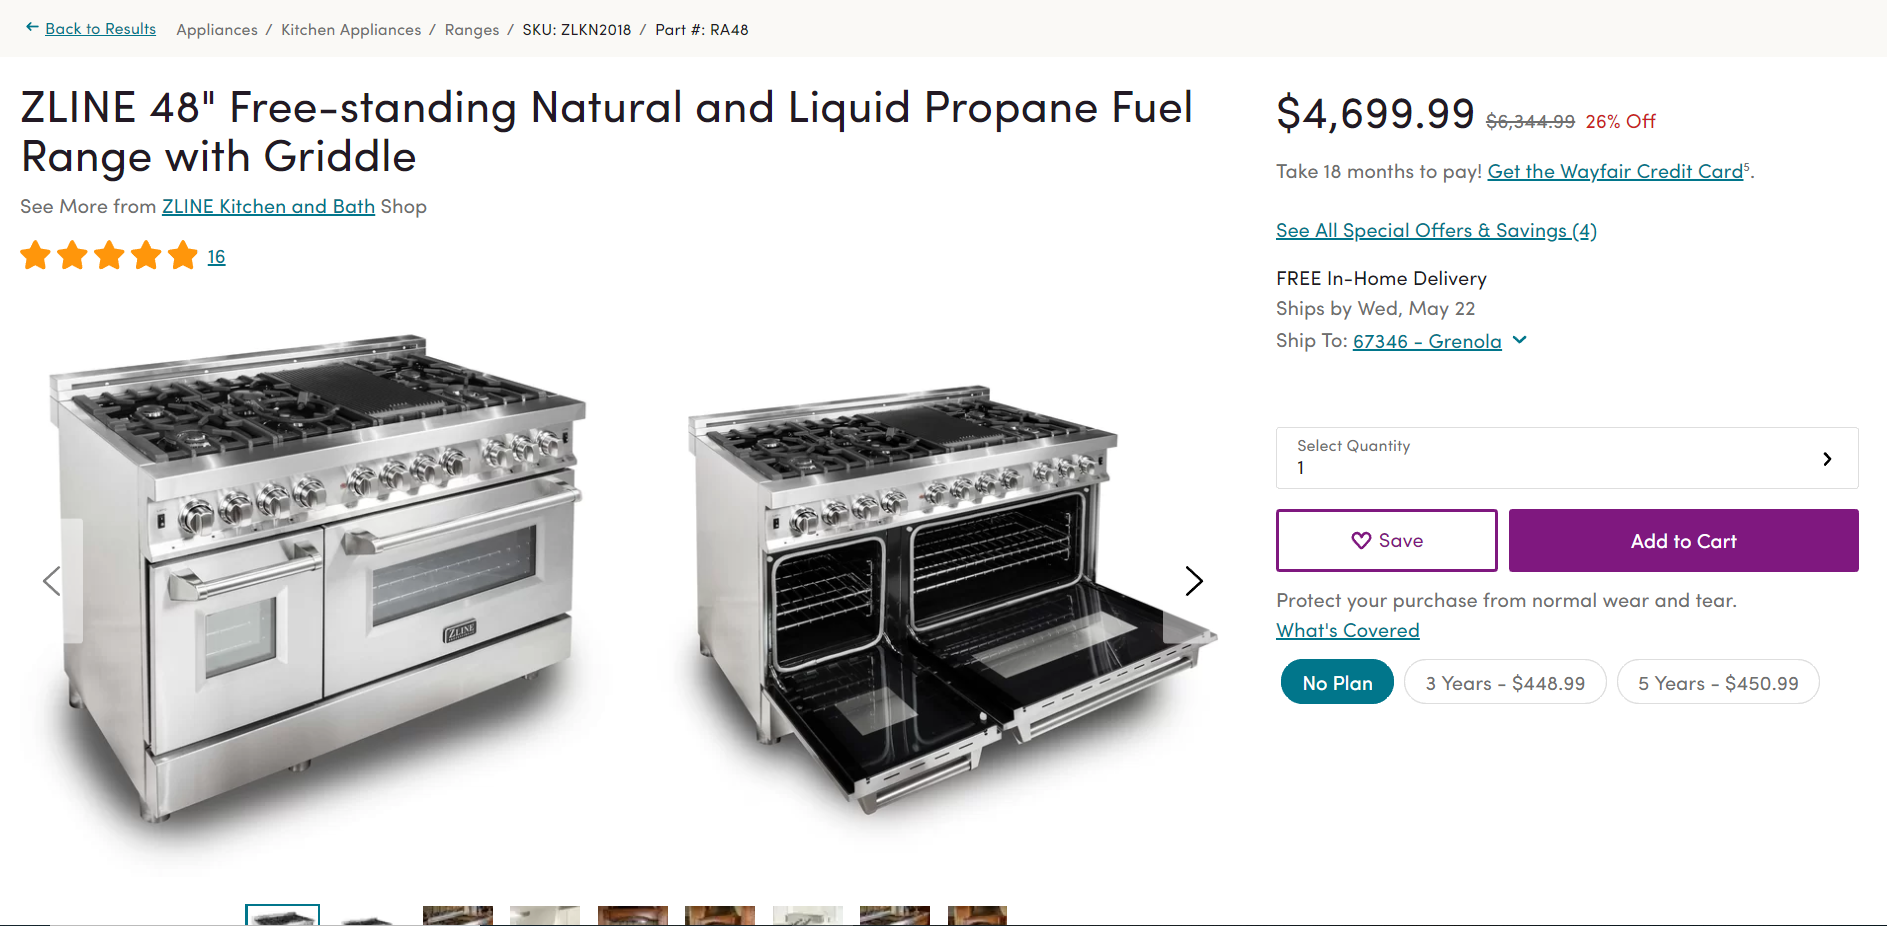 Back to Results Appliances / Kitchen Appliances / Ranges / SKU: ZLKN2018 / Part #: RA48
ZLINE 48" Free-standing Natural and Liquid Propane Fuel
Range with Griddle
See More from ZLINE Kitchen and Bath Shop
16
ZLINE
$4,699.99 $6,344.99 26% Off
Take 18 months to pay! Get the Wayfair Credit Card⁵.
See All Special Offers & Savings (4)
FREE In-Home Delivery
Ships by Wed, May 22
Ship To: 67346 - Grenola
Select Quantity
1
Save
Add to Cart
Protect your purchase from normal wear and tear.
What's Covered
No Plan
3 Years - $448.99
5 Years - $450.99